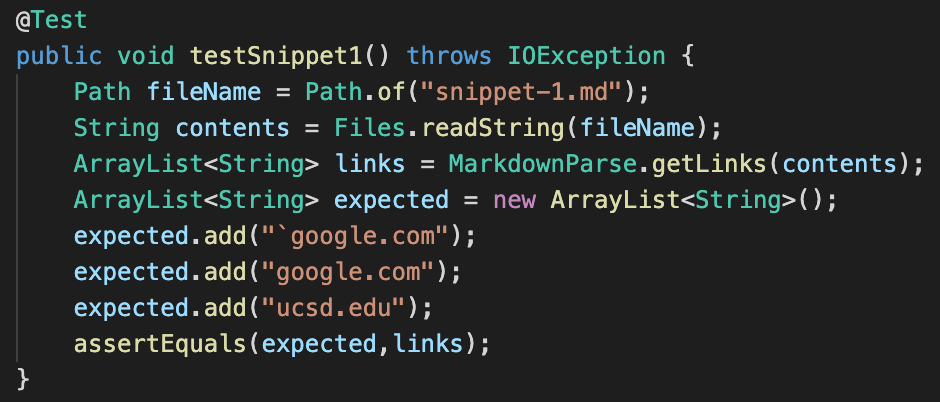 @Test
public void testSnippet1() throws IOException {
    Path fileName = Path.of("snippet-1.md");
    String contents = Files.readString(fileName);
    ArrayList<String> links = MarkdownParse.getLinks(contents);
    ArrayList<String> expected = new ArrayList<String>();
    expected.add("`google.com");
    expected.add("google.com");
    expected.add("ucsd.edu");
    assertEquals(expected,links);
}